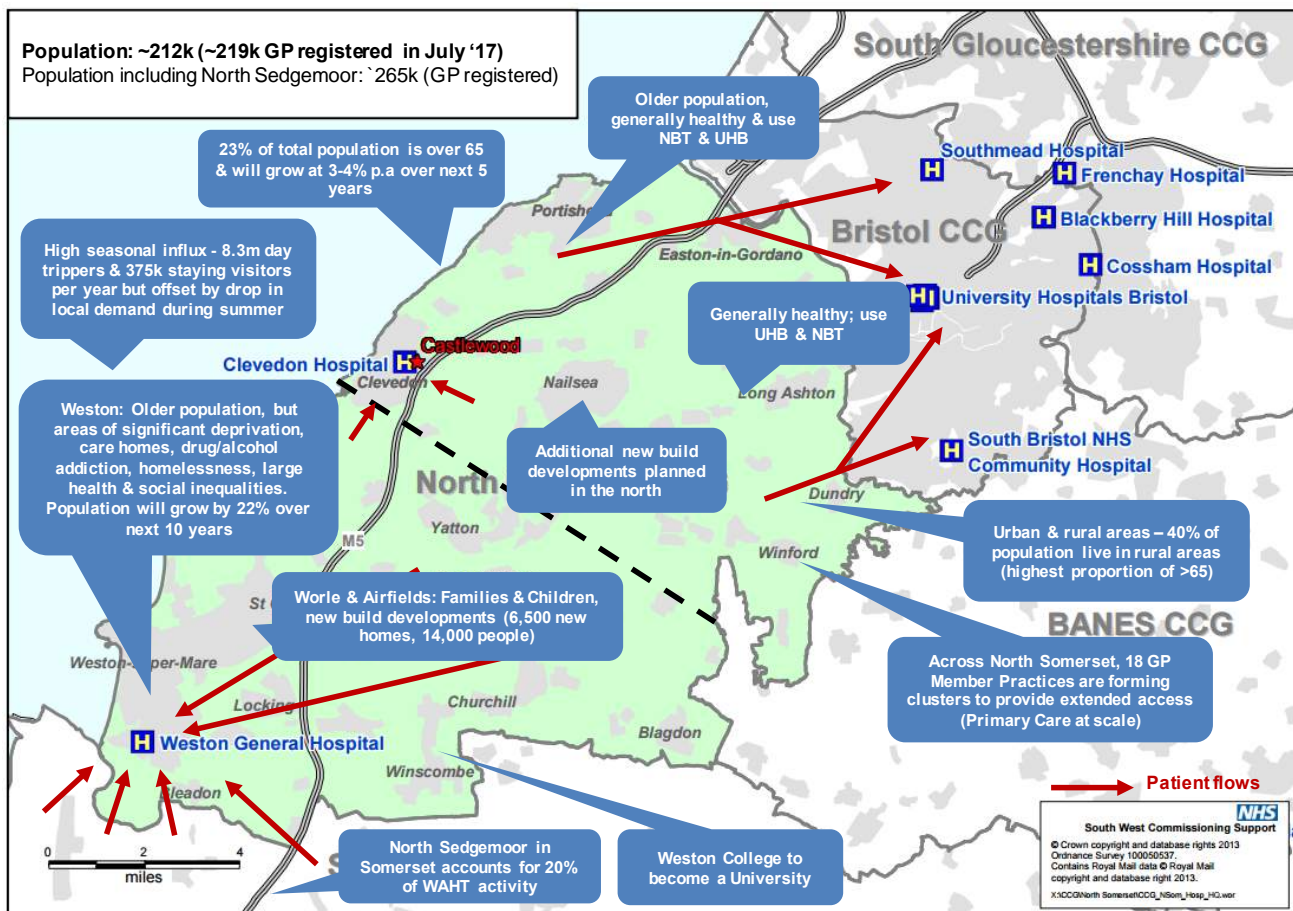 Population: ~212k (~219k GP registered in July ‘17)
Population including North Sedgemoor: `265k (GP registered)
South Gloucestershire CCG
Older population,
generally healthy & use
NBT & UHB
23% of total population is over 65
& will grow at 3-4% p.a over next 5
years
Southmead Hospital
Frenchay Hospital
Blackberry Hill Hospital
Bristol CCG
Cossham Hospital
University Hospitals Bristol
Portishead
Easton-in-Gordano
High seasonal influx - 8.3m day
trippers & 375k staying visitors
per year but offset by drop in
local demand during summer
Generally healthy; use
UHB & NBT
Castlewood
Clevedon Hospital
Clevedon
Nailsea
Long Ashton
Weston: Older population, but
areas of significant deprivation,
care homes, drug/alcohol
addiction, homelessness, large
health & social inequalities.
Population will grow by 22% over
next 10 years
Additional new build
developments planned
in the north
South Bristol NHS
Community Hospital
North
Dundry
Yatton
M5
Winford
Urban & rural areas – 40% of
population live in rural areas
(highest proportion of >65)
Worle & Airfields: Families & Children,
new build developments (6,500 new
homes, 14,000 people)
St
BANES CCG
Weston-Super-Mare
Across North Somerset, 18 GP
Member Practices are forming
clusters to provide extended access
(Primary Care at scale)
Locking
Churchill
Blagdon
Weston General Hospital
Winscombe
Bleadon
Patient flows
0 2 4
miles
North Sedgemoor in
Somerset accounts for 20%
of WAHT activity
Weston College to
become a University
NHS
South West Commissioning Support
© Crown copyright and database rights 2013
Ordnance Survey 100050537.
Contains Royal Mail data © Royal Mail
copyright and database right 2013.
X:\CCG\North Somerset\CCG_NSom_Hosp_HQ.wor